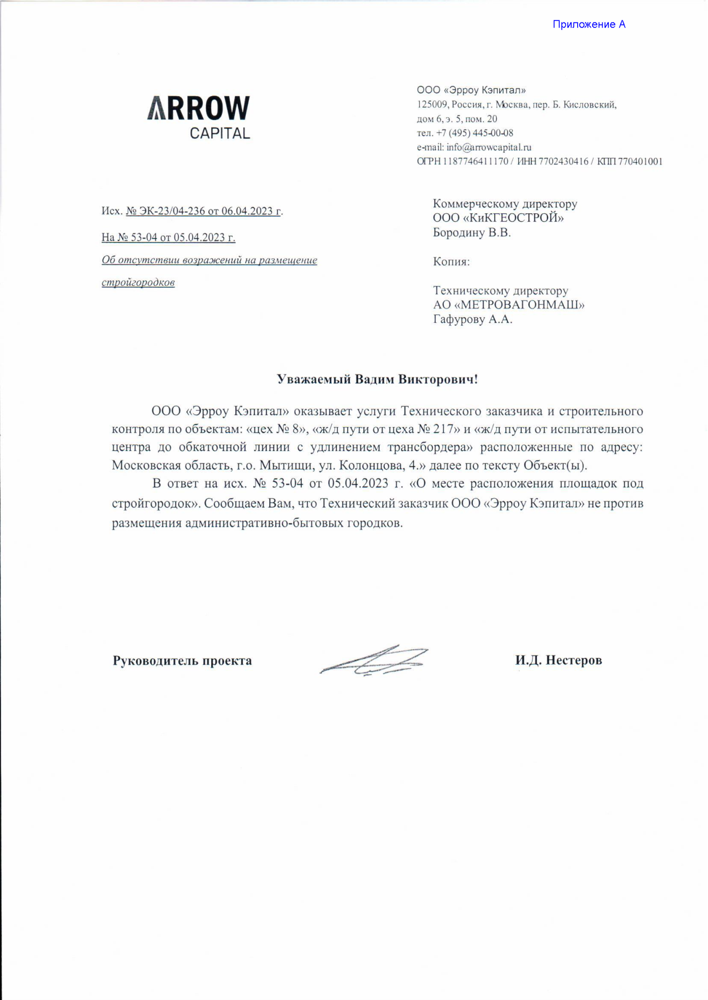 Приложение А
ARROW
CAPITAL
ООО «Эрроу Кэпитал»
125009, Россия, г. Москва, пер. Б. Кисловский,
дом 6, э. 5, пом. 20
тел. +7 (495) 445-00-08
e-mail: info@arrowcapital.ru
ОГРН 1187746411170 / ИНН 7702430416 / КПП 770401001
Исх. № ЭК-23/04-236 от 06.04.2023 г.
На № 53-04 от 05.04.2023 г.
Об отсутствии возражений на размещение
стройгородков
Коммерческому директору
ООО «КиКГЕОСТРОЙ»
Бородину В.В.
Копия:
Техническому директору
АО «МЕТРОВАГОНМАШ»
Гафурову А.А.
Уважаемый Вадим Викторович!
ООО «Эрроу Кэпитал» оказывает услуги Технического заказчика и строительного
контроля по объектам: «цех № 8», «ж/д пути от цеха № 217» и «ж/д пути от испытательного
центра до обкаточной линии с удлинением трансбордера» расположенные по адресу:
Московская область, г.о. Мытищи, ул. Колонцова, 4.» далее по тексту Объект(ы).
В ответ на исх. № 53-04 от 05.04.2023 г. «О месте расположения площадок под
стройгородок». Сообщаем Вам, что Технический заказчик ООО «Эрроу Кэпитал» не против
размещения административно-бытовых городков.
Руководитель проекта
И.Д. Нестеров